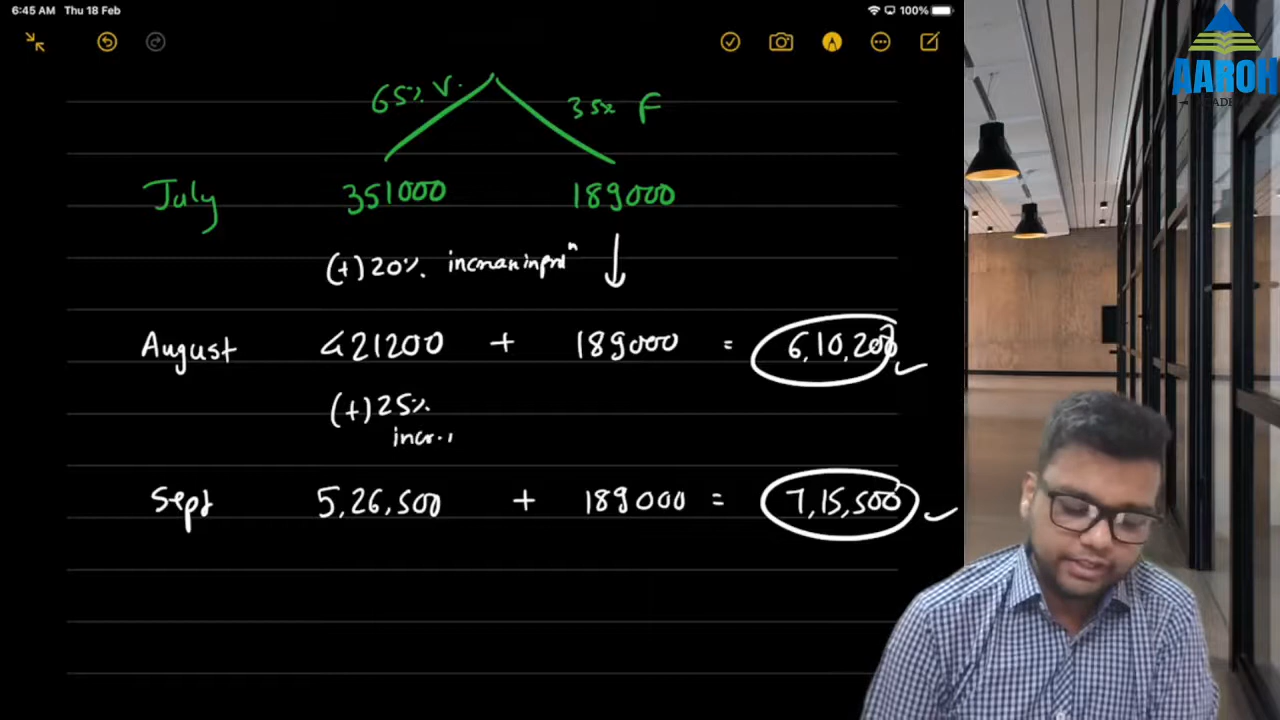 6:45 AM Thu 18 Feb 100%
AAROH
65% V. 35% F
July 351000 189000
(+) 20% increase in prdⁿ
August 421200 + 189000 = 6,10,200
(+) 25%
incr..
Sept 5,26,500 + 189000 = 7,15,500